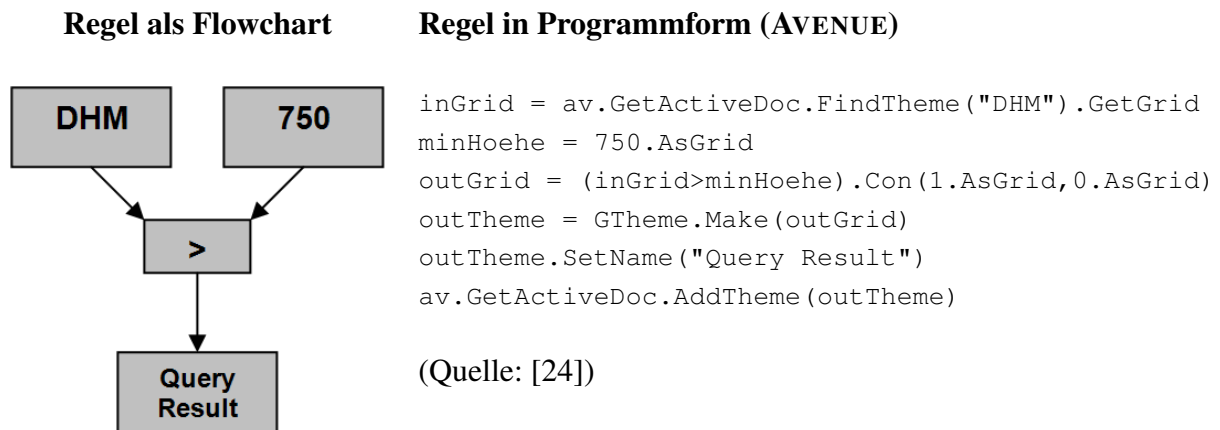 Regel als Flowchart
Regel in Programmform (AVENUE)
DHM
750
>
Query
Result
inGrid = av.GetActiveDoc.FindTheme("DHM").GetGrid
minHoehe = 750.AsGrid
outGrid = (inGrid>minHoehe).Con(1.AsGrid,0.AsGrid)
outTheme = GTheme.Make(outGrid)
outTheme.SetName("Query Result")
av.GetActiveDoc.AddTheme(outTheme)
(Quelle: [24])